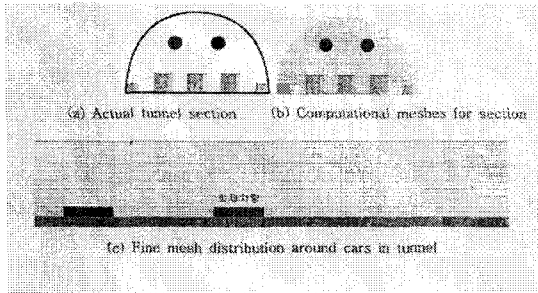 (a) Actual tunnel section
(b) Computational meshes for section
(c) Fine mesh distribution around cars in tunnel